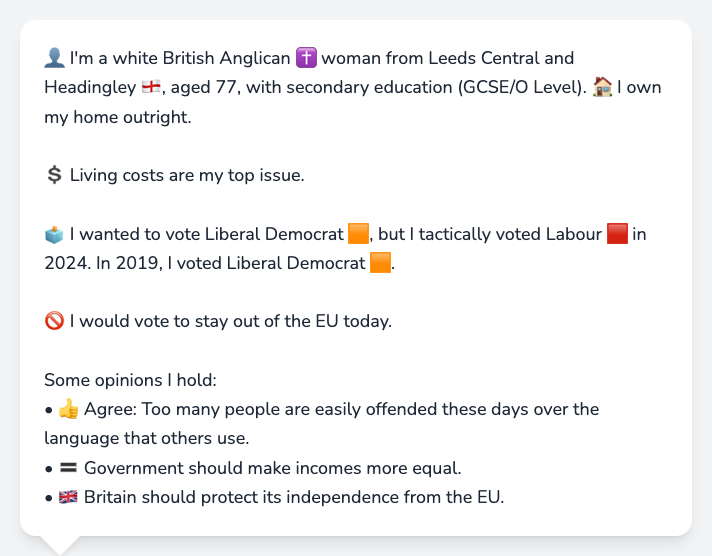 👤 I'm a white British Anglican ✝️ woman from Leeds Central and
Headingley 🏴󠁧󠁢󠁥󠁮󠁧󠁿, aged 77, with secondary education (GCSE/O Level). 🏠 I own
my home outright.
💲 Living costs are my top issue.
🗳️ I wanted to vote Liberal Democrat 🟧, but I tactically voted Labour 🟥 in
2024. In 2019, I voted Liberal Democrat 🟧.
🚫 I would vote to stay out of the EU today.
Some opinions I hold:
• 👍 Agree: Too many people are easily offended these days over the
language that others use.
• 🟰 Government should make incomes more equal.
• 🇬🇧 Britain should protect its independence from the EU.